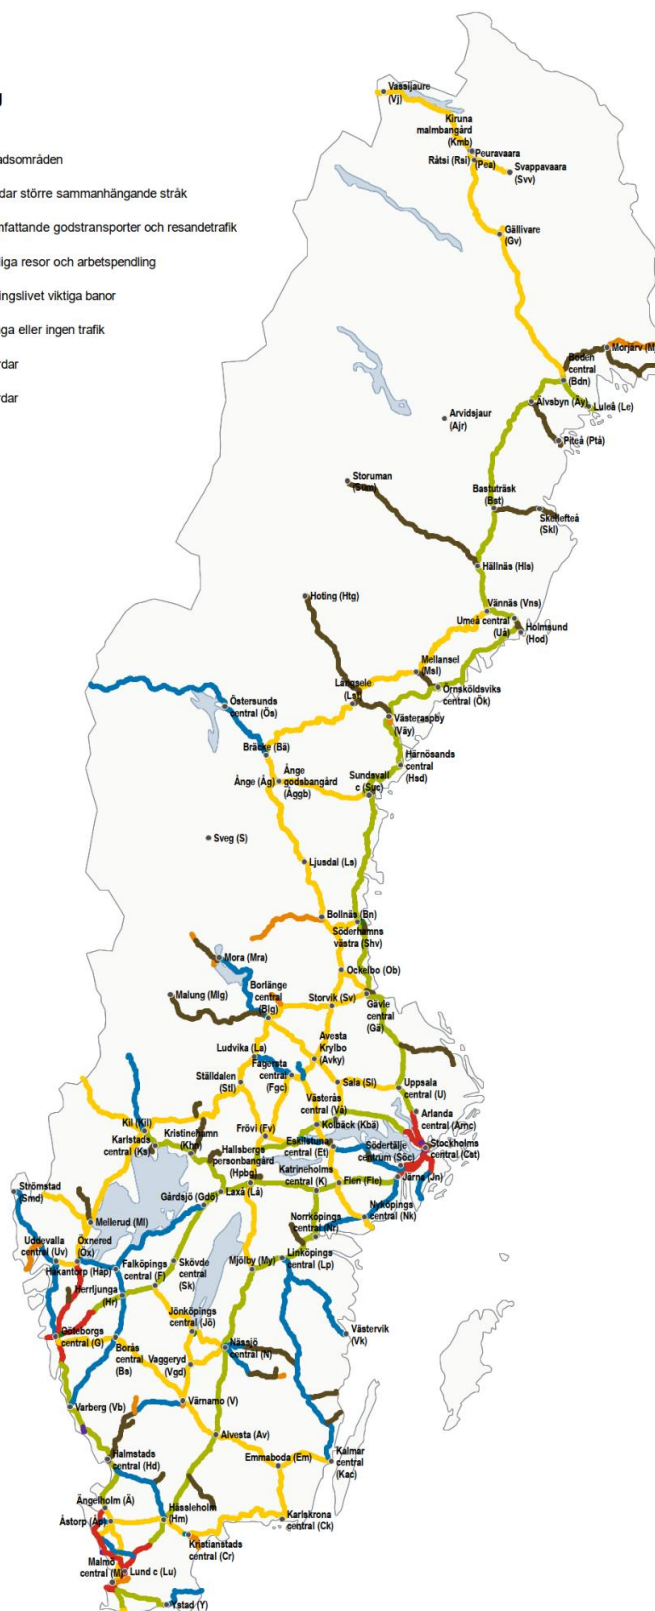 g
adsområden
dar större sammanhängande stråk
nfattande godstransporter och resandetrafik
liga resor och arbetspendling
ingslivet viktiga banor
ga eller ingen trafik
rdar
rdar
Vassijaure
(Vj)
Kiruna
malmbangård
(Kmb)
Peuravaara
(Pea)
Råtsi (Rsi)
Svappavaara
(Svv)
Gällivare
(Gv)
Morjärv (M
Boden
central
(Bdn)
Älvsbyn (Äy)
Luleå (Le)
Arvidsjaur
(Ajr)
Piteå (Ptå)
Storuman
(Sum)
Bastuträsk
(Bst)
Skellefteå
(Skl)
Hällnäs (Hls)
Hoting (Htg)
Vännäs (Vns)
Umeå central
(Uå)
Holmsund
(Hod)
Mellansel
(Msl)
Långsele
(Lsl)
Örnsköldsviks
central (Ök)
Östersunds
central (Ös)
Västeraspby
(Väy)
Bräcke (Bä)
Härnösands
central
(Hsd)
Ånge (Åg)
Ånge
godsbangård
(Åggb)
Sundsvall
c (Suc)
Sveg (S)
Ljusdal (Ls)
Bollnäs (Bn)
Söderhamns
västra (Shv)
Mora (Mra)
Ockelbo (Ob)
Malung (Mlg)
Borlänge
central
(Blg)
Storvik (Sv)
Gävle
central
(Gä)
Ludvika (La)
Avesta
Krylbo
(Avky)
Fagersta
central
(Fgc)
Ställdalen
(Stl)
Sala (Sl)
Uppsala
central (U)
Västerås
central (Vå)
Arlanda
central (Arnc)
Kil (Kil)
Kristinehamn
(Khn)
Frövi (Fv)
Kolbäck (Kbä)
Karlstads
central (Ks)
Hallsbergs
personbangård
(Hpbg)
Eskilstuna
central (Et)
Södertälje
centrum (Söc)
Stockholms
central (Cst)
Katrineholms
central (K)
Flen (Fle)
Järna (Jn)
Strömstad
(Smd)
Gårdsjö (Gdö)
Laxå (Lå)
Nyköpings
central (Nk)
Mellerud (Ml)
Norrköpings
central (Nr)
Uddevalla
central (Uv)
Öxnered
(Öx)
Håkantorp (Håp)
Falköpings
central (F)
Skövde
central
(Sk)
Mjölby (My)
Linköpings
central (Lp)
Herrljunga
(Hr)
Göteborgs
central (G)
Jönköpings
central (Jö)
Västervik
(Vk)
Borås
central
(Bs)
Vaggeryd
(Vgd)
Nässjö
central (N)
Varberg (Vb)
Värnamo (V)
Alvesta (Av)
Halmstads
central (Hd)
Emmaboda (Em)
Kalmar
central
(Kac)
Ängelholm (Ä)
Hässleholm
(Hm)
Åstorp (Åp)
Karlskrona
central (Ck)
Kristianstads
central (Cr)
Malmö
central (M)
Lund c (Lu)
Ystad (Y)